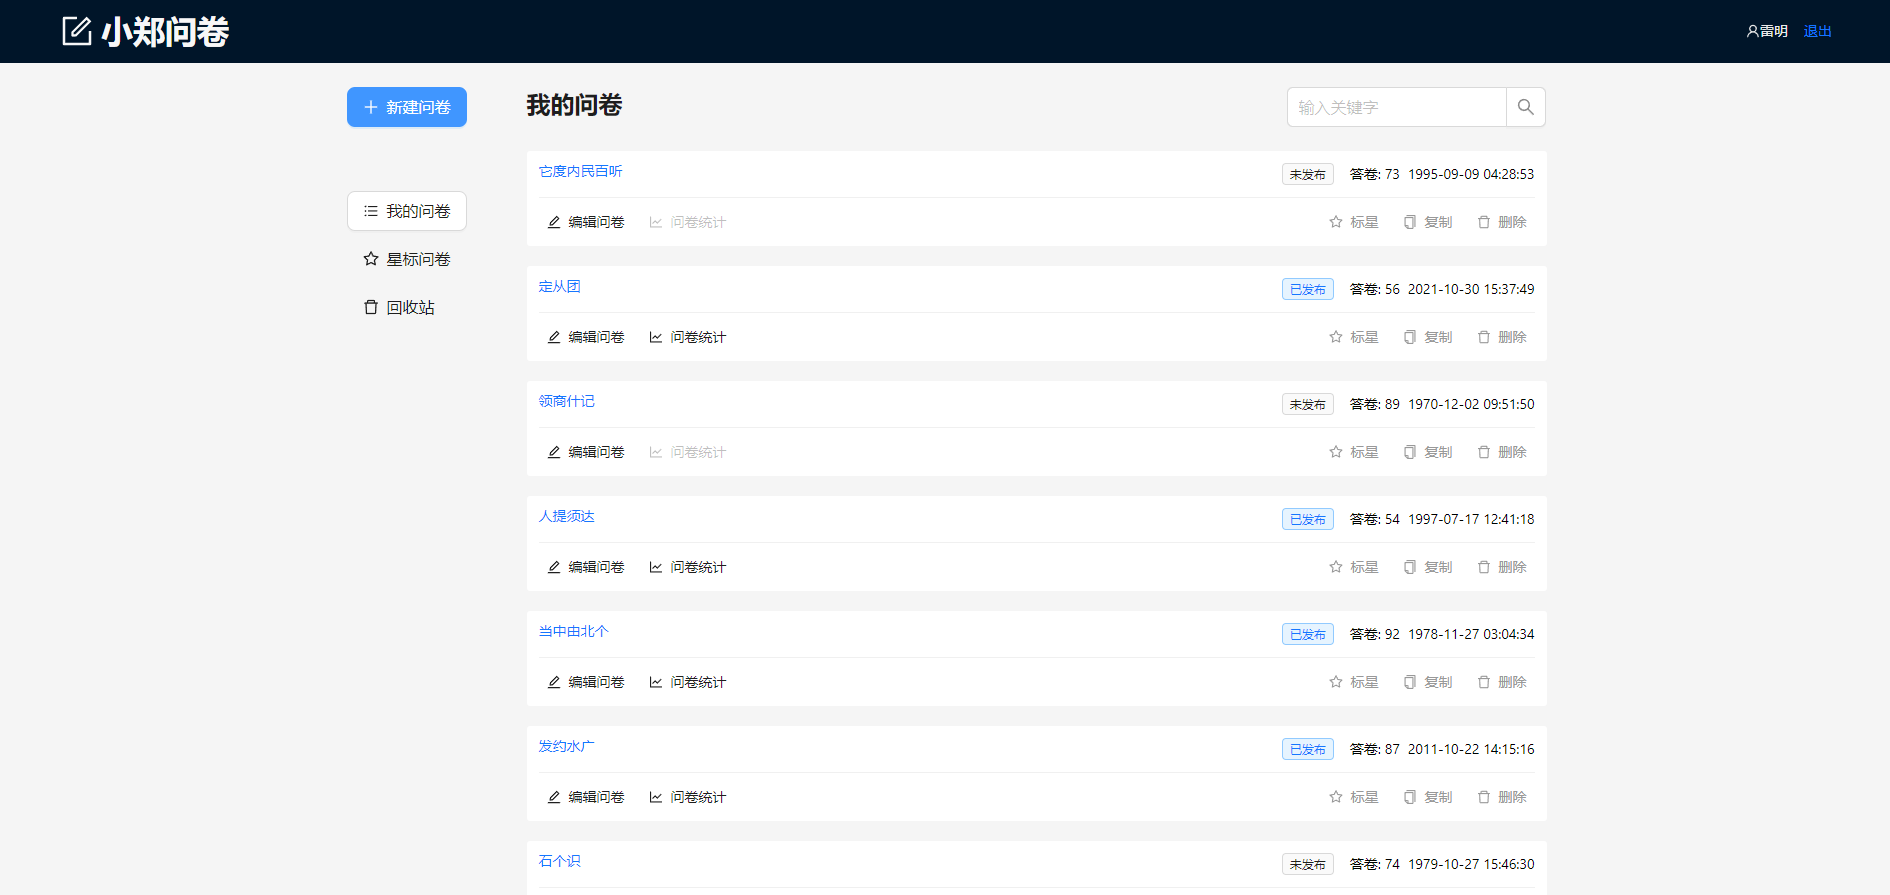 小郑问卷
雷明 退出
新建问卷
我的问卷
星标问卷
回收站
我的问卷
输入关键字
它度内民百听 未发布 答卷: 73 1995-09-09 04:28:53
编辑问卷 问卷统计 标星 复制 删除
定从团 已发布 答卷: 56 2021-10-30 15:37:49
编辑问卷 问卷统计 标星 复制 删除
领商什记 未发布 答卷: 89 1970-12-02 09:51:50
编辑问卷 问卷统计 标星 复制 删除
人提须达 已发布 答卷: 54 1997-07-17 12:41:18
编辑问卷 问卷统计 标星 复制 删除
当中由北个 已发布 答卷: 92 1978-11-27 03:04:34
编辑问卷 问卷统计 标星 复制 删除
发约水广 已发布 答卷: 87 2011-10-22 14:15:16
编辑问卷 问卷统计 标星 复制 删除
石个识 未发布 答卷: 74 1979-10-27 15:46:30